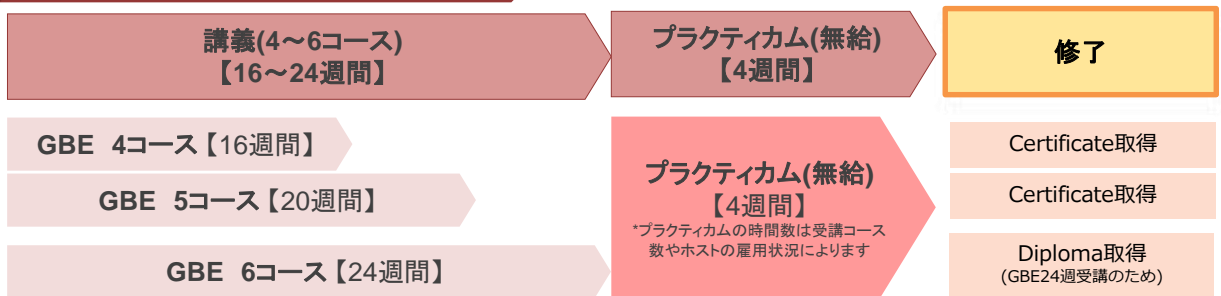 講義(4～6コース)
【16～24週間】
プラクティカム(無給)
【4週間】
修了
GBE 4コース【16週間】
GBE 5コース【20週間】
GBE 6コース【24週間】
プラクティカム(無給)
【4週間】
*プラクティカムの時間数は受講コース
数やホストの雇用状況によります
Certificate取得
Certificate取得
Diploma取得
(GBE24週受講のため)